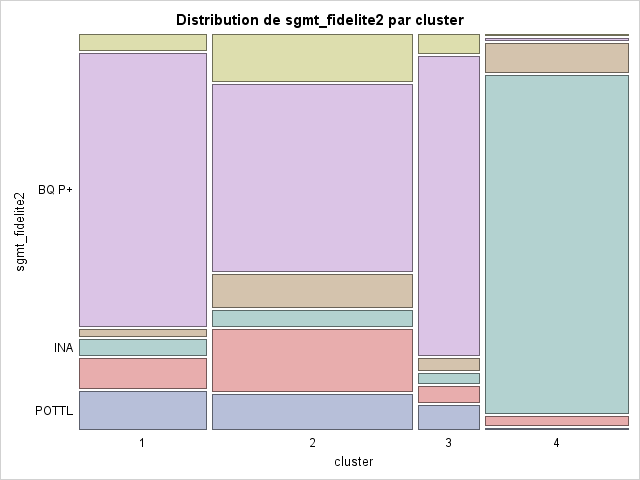 Distribution de sgmt_fidelite2 par cluster
sgmt_fidelite2
BQ P+
INA
POTTL
1 2 3 4
cluster